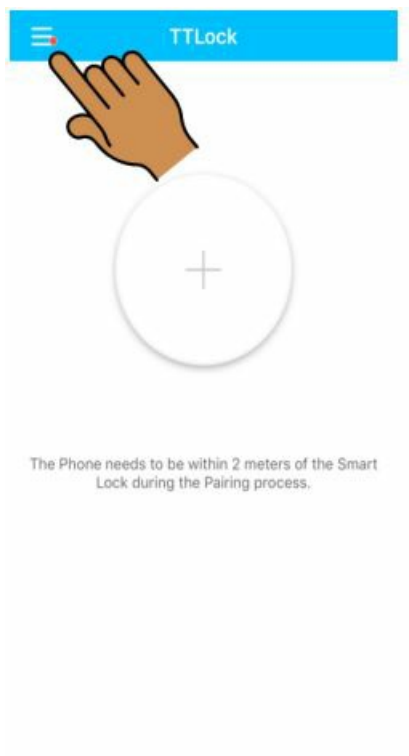 TTLock
The Phone needs to be within 2 meters of the Smart
Lock during the Pairing process.